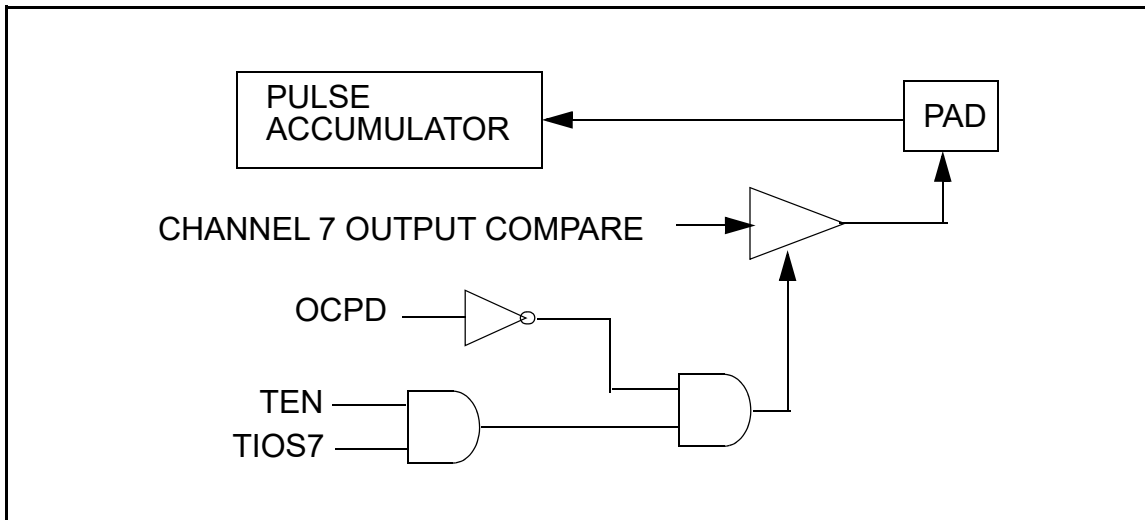 PULSE
ACCUMULATOR
PAD
CHANNEL 7 OUTPUT COMPARE
OCPD
TEN
TIOS7